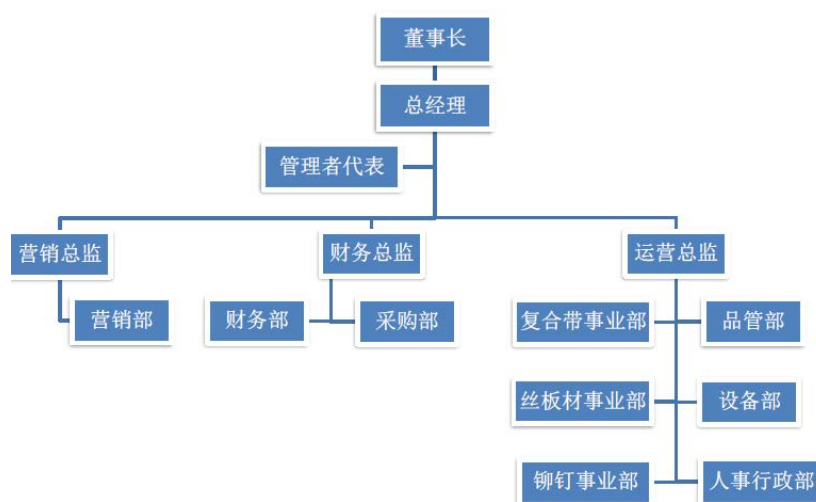 董事长
总经理
管理者代表
营销总监
财务总监
运营总监
营销部
财务部
采购部
复合带事业部
品管部
丝板材事业部
设备部
铆钉事业部
人事行政部